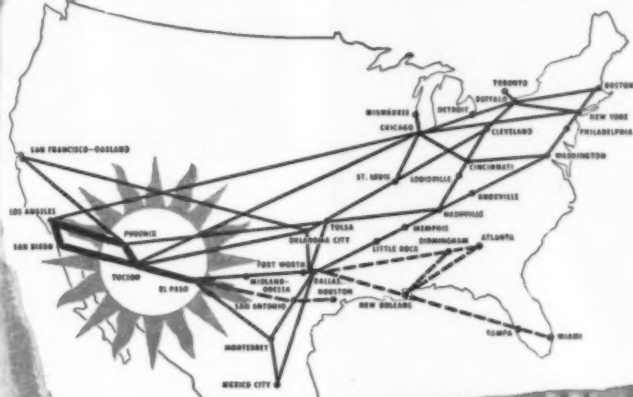 TORONTO
BOSTON
BUFFALO
DETROIT
MILWAUKEE
NEW YORK
CHICAGO
CLEVELAND
PHILADELPHIA
SAN FRANCISCO—OAKLAND
WASHINGTON
CINCINNATI
ST. LOUIS
LOUISVILLE
KNOXVILLE
LOS ANGELES
NASHVILLE
PHOENIX
TULSA
MEMPHIS
OKLAHOMA CITY
ATLANTA
SAN DIEGO
LITTLE ROCK
BIRMINGHAM
FORT WORTH
TUCSON
DALLAS
EL PASO
MIDLAND-
ODESSA
HOUSTON
SAN ANTONIO
NEW ORLEANS
TAMPA
MIAMI
MONTERREY
MEXICO CITY